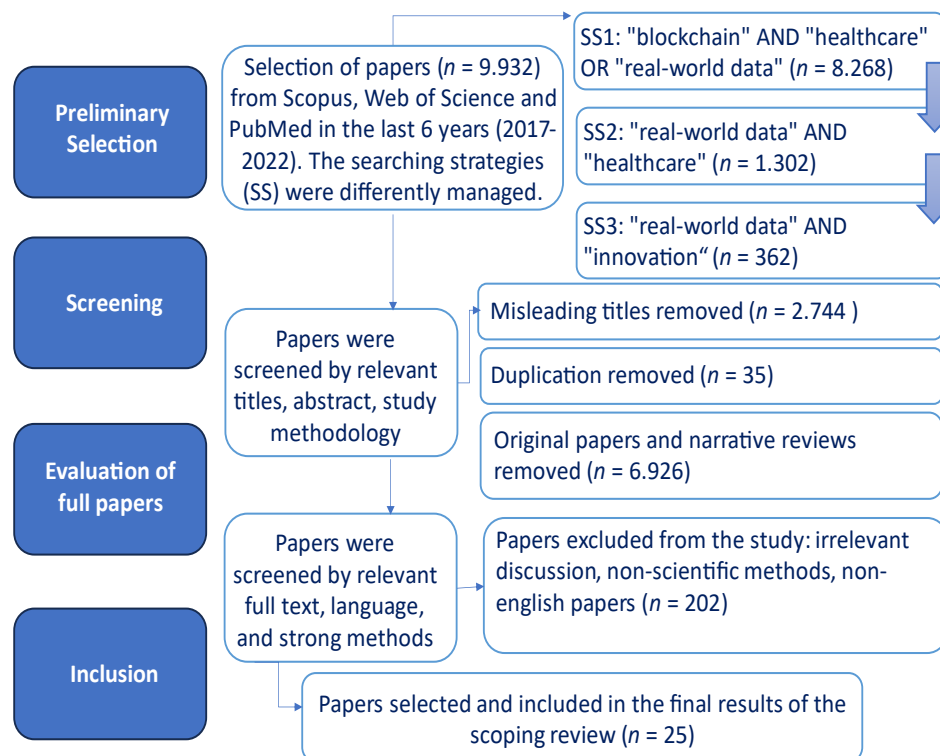 Preliminary
Selection
Selection of papers (n = 9.932)
from Scopus, Web of Science and
PubMed in the last 6 years (2017-
2022). The searching strategies
(SS) were differently managed.
SS1: "blockchain" AND "healthcare"
OR "real-world data" (n = 8.268)
SS2: "real-world data" AND
"healthcare" (n = 1.302)
SS3: "real-world data" AND
"innovation“ (n = 362)
Screening
Papers were
screened by relevant
titles, abstract, study
methodology
Misleading titles removed (n = 2.744 )
Duplication removed (n = 35)
Original papers and narrative reviews
removed (n = 6.926)
Evaluation of
full papers
Papers were
screened by relevant
full text, language,
and strong methods
Papers excluded from the study: irrelevant
discussion, non-scientific methods, non-
english papers (n = 202)
Inclusion
Papers selected and included in the final results of the
scoping review (n = 25)